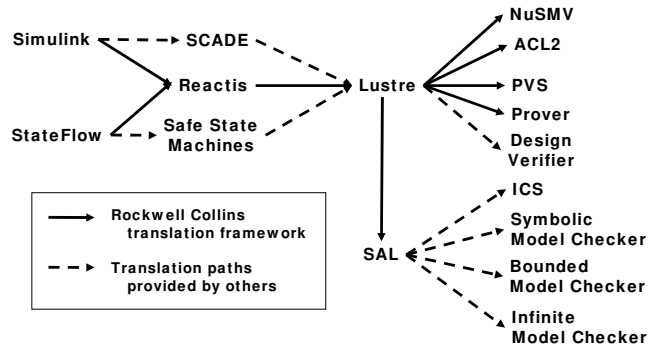 NuSMV
Simulink
SCADE
ACL2
Reactis
Lustre
PVS
Prover
StateFlow
Safe State
Machines
Design
Verifier
ICS
Rockwell Collins
translation framework
Symbolic
Model Checker
SAL
Translation paths
provided by others
Bounded
Model Checker
Infinite
Model Checker